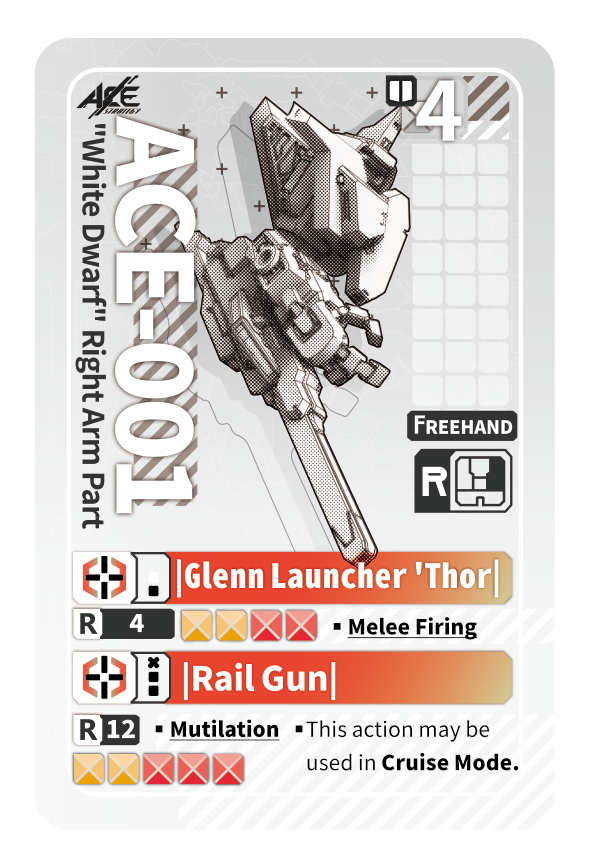 ACE
STRATEGY
4
ACE-001
"White Dwarf" Right Arm Part
FREEHAND
R
|Glenn Launcher 'Thor|
R 4 ▪ Melee Firing
|Rail Gun|
R 12 ▪ Mutilation ▪This action may be
used in Cruise Mode.